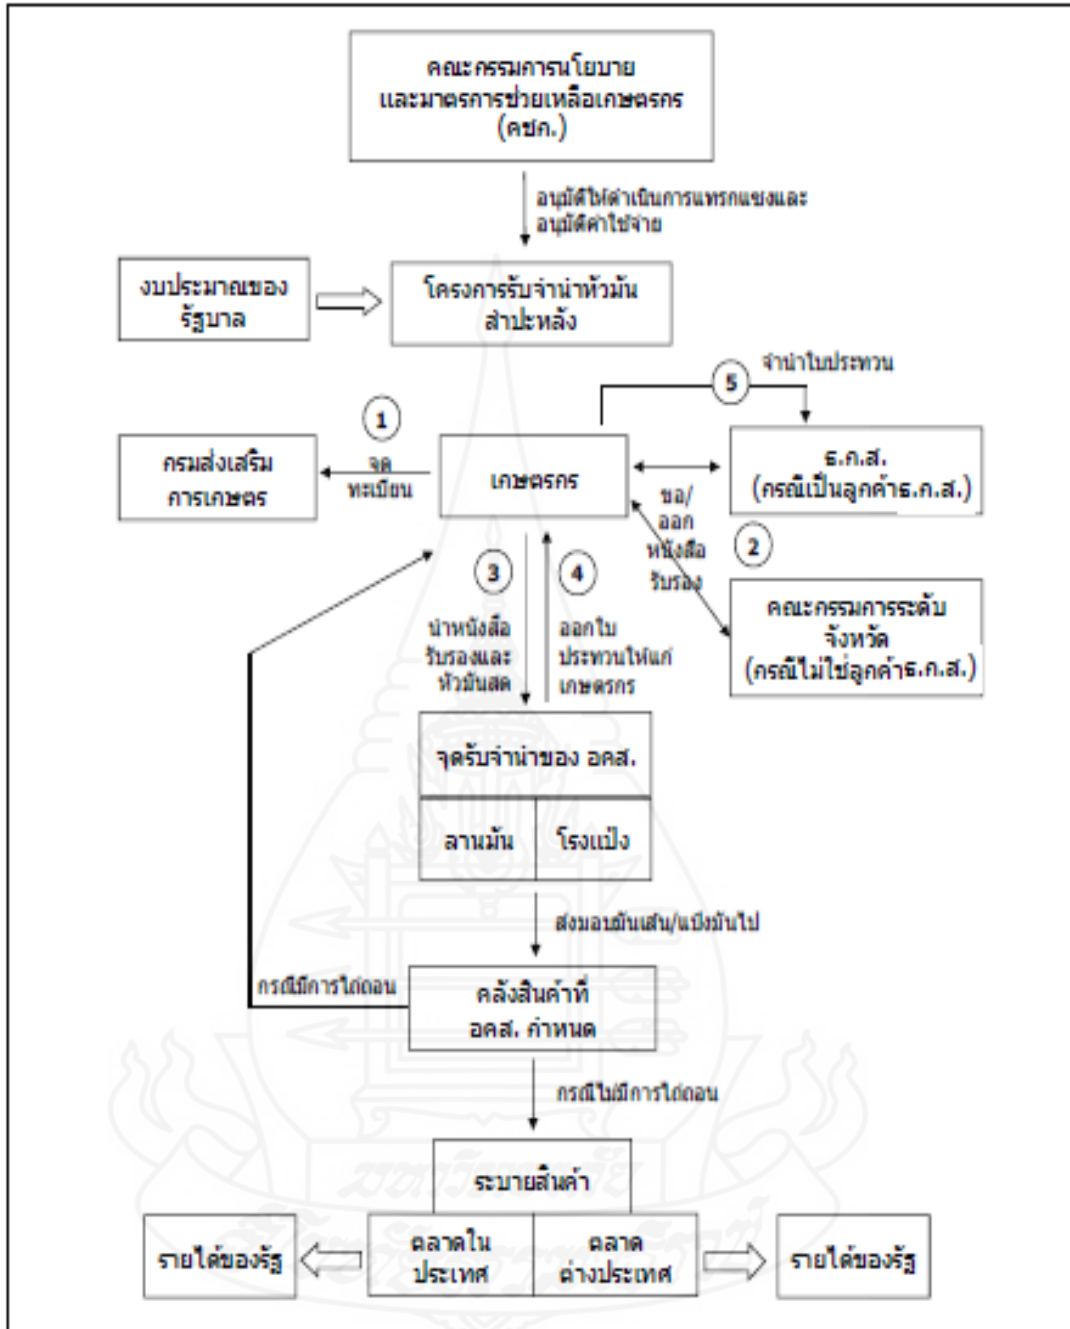 คณะกรรมการนโยบาย
และมาตรการช่วยเหลือเกษตรกร
(คชก.)
อนุมัติให้ดำเนินการแทรกแซงและ
อนุมัติค่าใช้จ่าย
งบประมาณของ
รัฐบาล
โครงการรับจำนำหัวมัน
สำปะหลัง
จำนำใบประทวน
5
1
กรมส่งเสริม
การเกษตร
จด
ทะเบียน
เกษตรกร
ธ.ก.ส.
(กรณีเป็นลูกค้าธ.ก.ส.)
ขอ/
ออก
หนังสือ
รับรอง
2
3
4
คณะกรรมการระดับ
จังหวัด
(กรณีไม่ใช่ลูกค้าธ.ก.ส.)
นำหนังสือ
รับรองและ
หัวมันสด
ออกใบ
ประทวนให้แก่
เกษตรกร
จุดรับจำนำของ อคส.
ลานมัน
โรงแป้ง
ส่งมอบมันเส้น/แป้งมันไป
กรณีมีการไถ่ถอน
คลังสินค้าที่
อคส. กำหนด
กรณีไม่มีการไถ่ถอน
ระบายสินค้า
รายได้ของรัฐ
ตลาดใน
ประเทศ
ตลาด
ต่างประเทศ
รายได้ของรัฐ